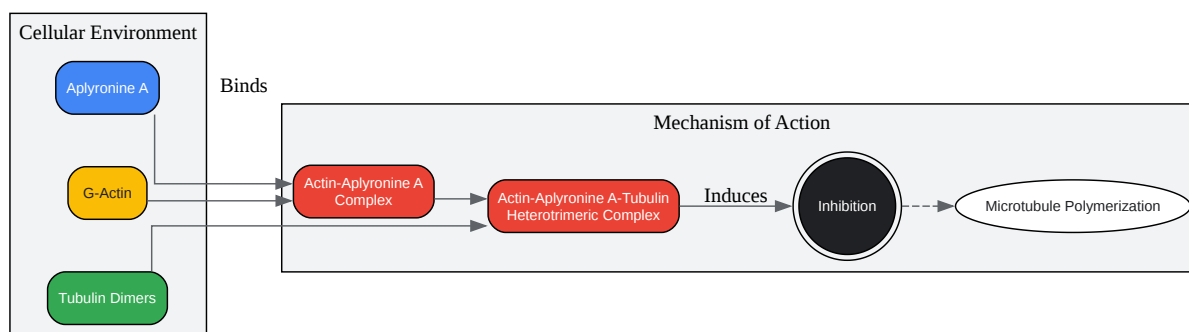 Cellular Environment
Aplyronine A
Binds
G-Actin
Tubulin Dimers
Mechanism of Action
Actin-Aplyronine A
Complex
Actin-Aplyronine A-Tubulin
Heterotrimeric Complex
Induces
Inhibition
Microtubule Polymerization